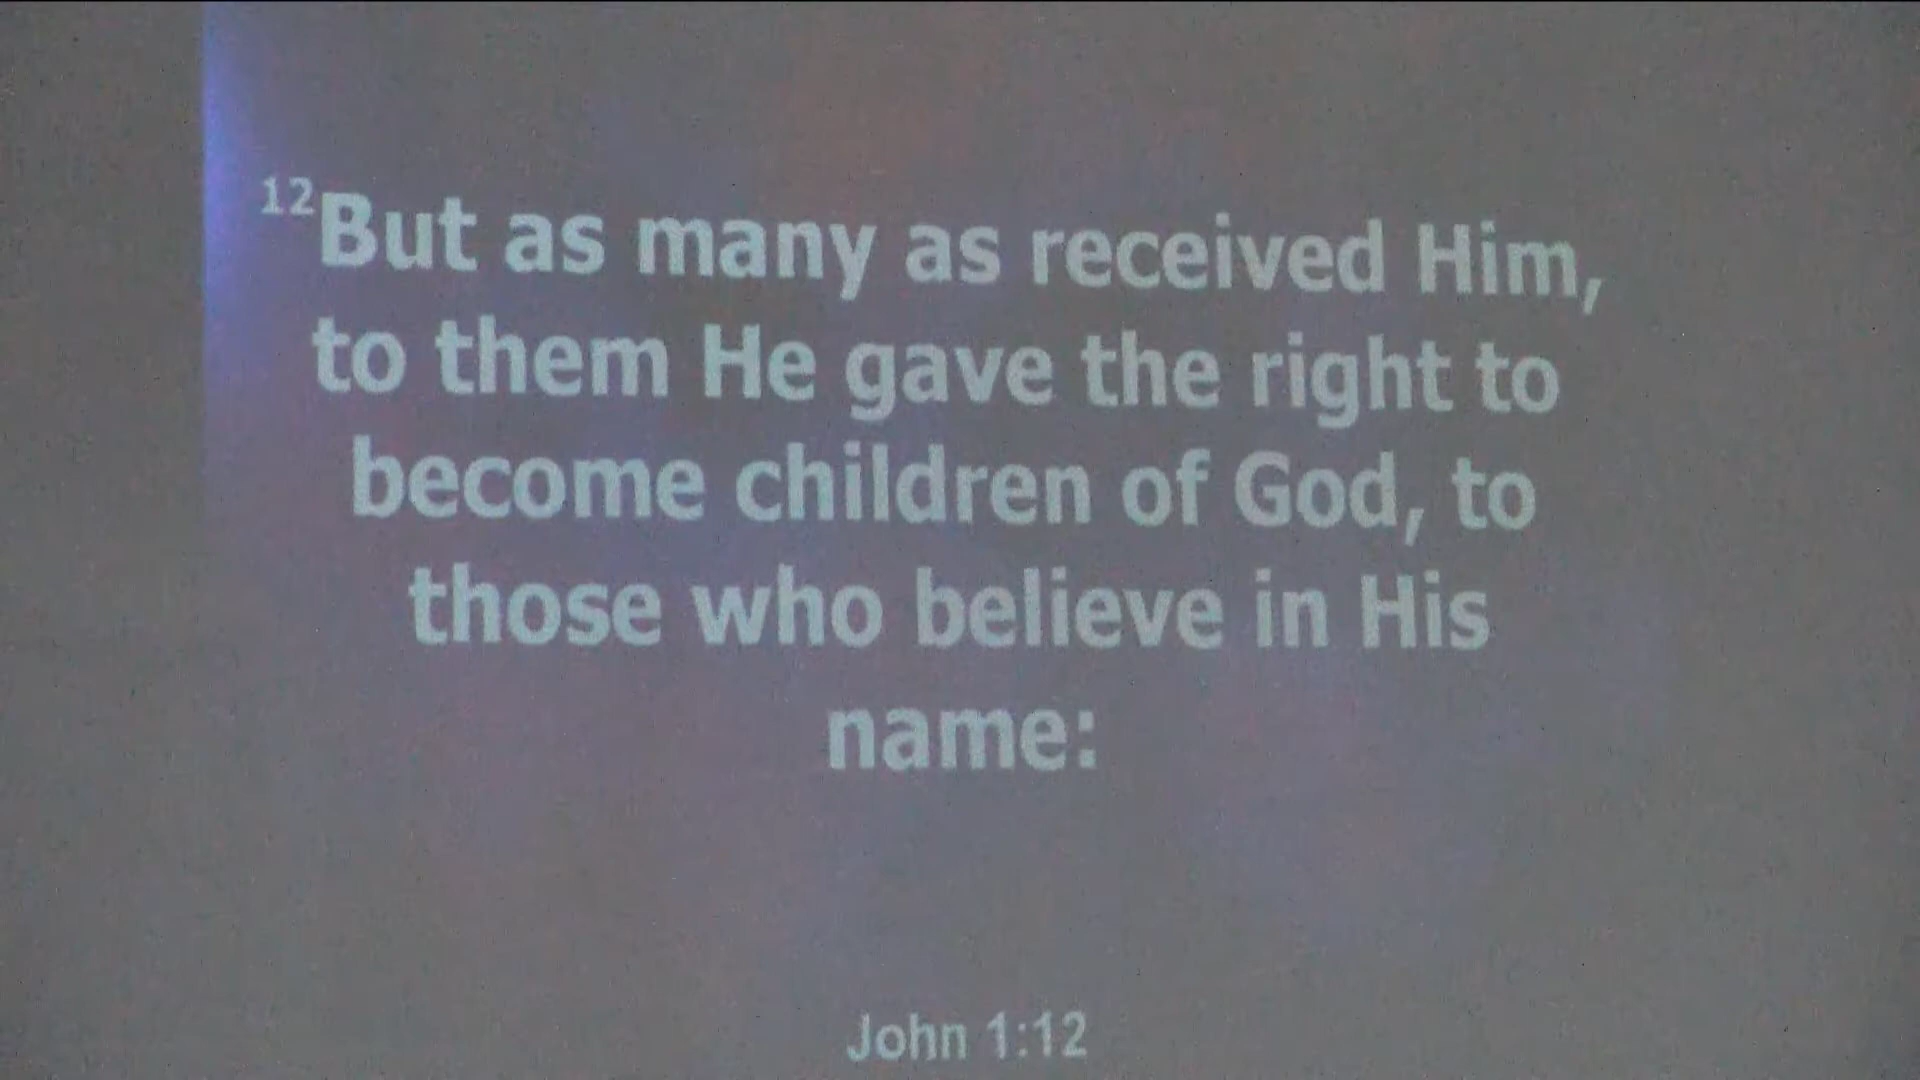 12But as many as received Him,
to them He gave the right to
become children of God, to
those who believe in His
name:
John 1:12